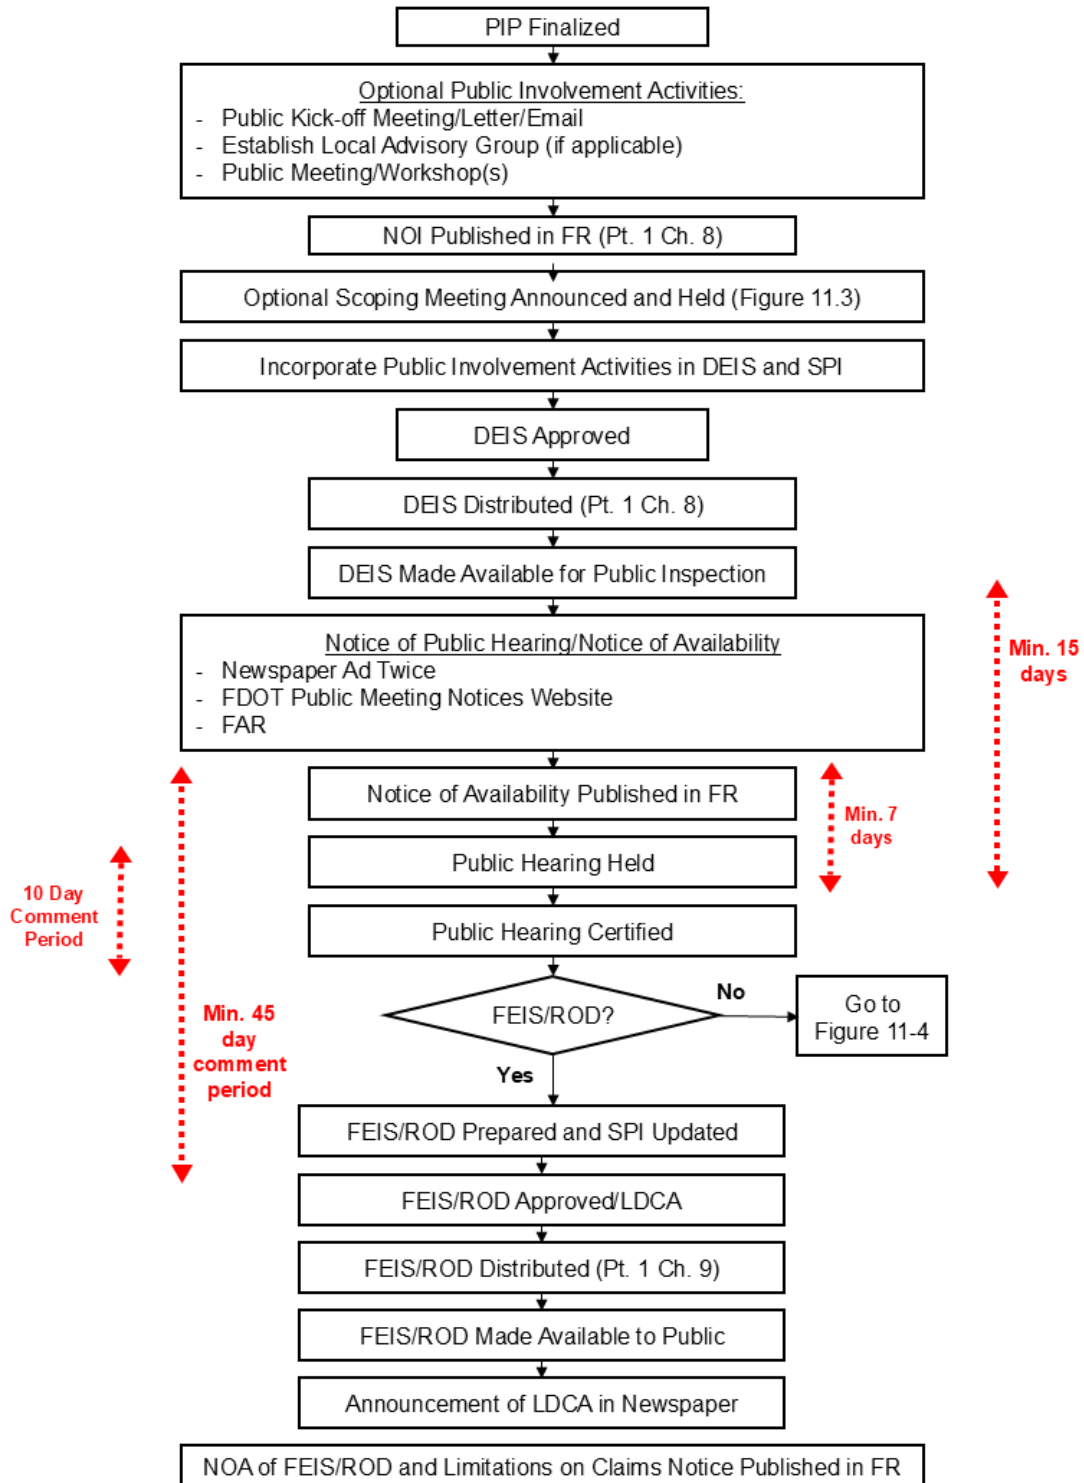 PIP Finalized
Optional Public Involvement Activities:
- Public Kick-off Meeting/Letter/Email
- Establish Local Advisory Group (if applicable)
- Public Meeting/Workshop(s)
NOI Published in FR (Pt. 1 Ch. 8)
Optional Scoping Meeting Announced and Held (Figure 11.3)
Incorporate Public Involvement Activities in DEIS and SPI
DEIS Approved
DEIS Distributed (Pt. 1 Ch. 8)
DEIS Made Available for Public Inspection
Notice of Public Hearing/Notice of Availability
- Newspaper Ad Twice
- FDOT Public Meeting Notices Website
- FAR
Min. 15
days
Notice of Availability Published in FR
Min. 7
days
Public Hearing Held
10 Day
Comment
Period
Public Hearing Certified
FEIS/ROD?
No
Go to
Figure 11-4
Min. 45
day
comment
period
Yes
FEIS/ROD Prepared and SPI Updated
FEIS/ROD Approved/LDCA
FEIS/ROD Distributed (Pt. 1 Ch. 9)
FEIS/ROD Made Available to Public
Announcement of LDCA in Newspaper
NOA of FEIS/ROD and Limitations on Claims Notice Published in FR